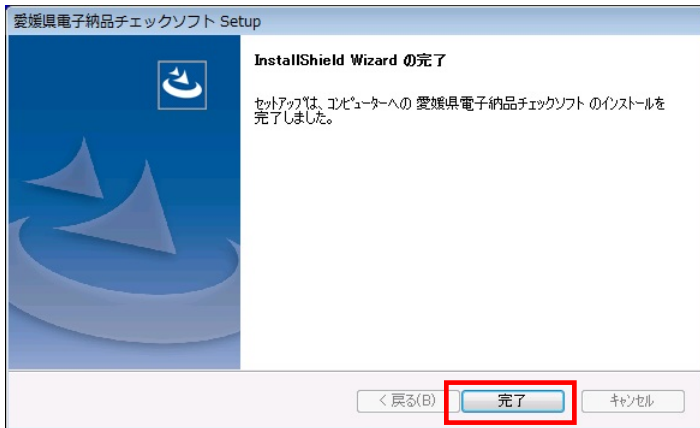 愛媛県電子納品チェックソフト Setup
InstallShield Wizard の完了
セットアップは、コンピューターへの 愛媛県電子納品チェックソフト のインストールを
完了しました。
< 戻る(B)
完了
キャンセル